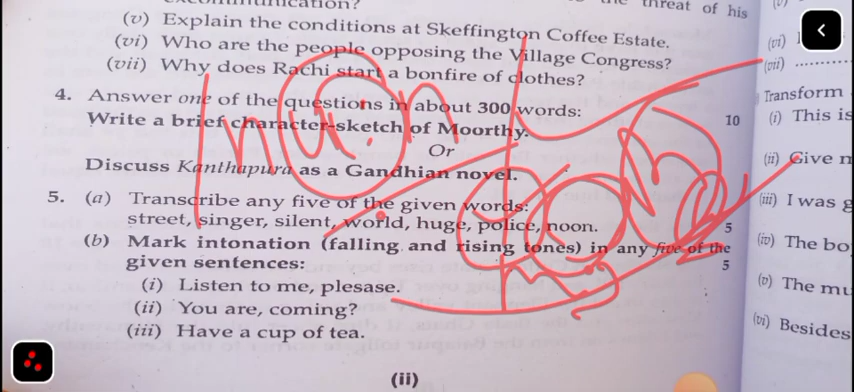 threat of his
(v) Explain the conditions at Skeffington Coffee Estate.
(vi) Who are the people opposing the Village Congress?
(vii) Why does Rachi start a bonfire of clothes?
4. Answer one of the questions in about 300 words:
Write a brief character-sketch of Moorthy. 10
Or
Discuss Kanthapura as a Gandhian novel.
5. (a) Transcribe any five of the given words:
street, singer, silent, world, huge, police, noon. 5
(b) Mark intonation (falling and rising tones) in any five of the
given sentences: 5
(i) Listen to me, plesase.
(ii) You are, coming?
(iii) Have a cup of tea.
(ii)
(vi)
(vii)
Transform
(i) This is
(ii) Give
(iii) I was
(iv) The bo
(v) The mu
(vi) Besides